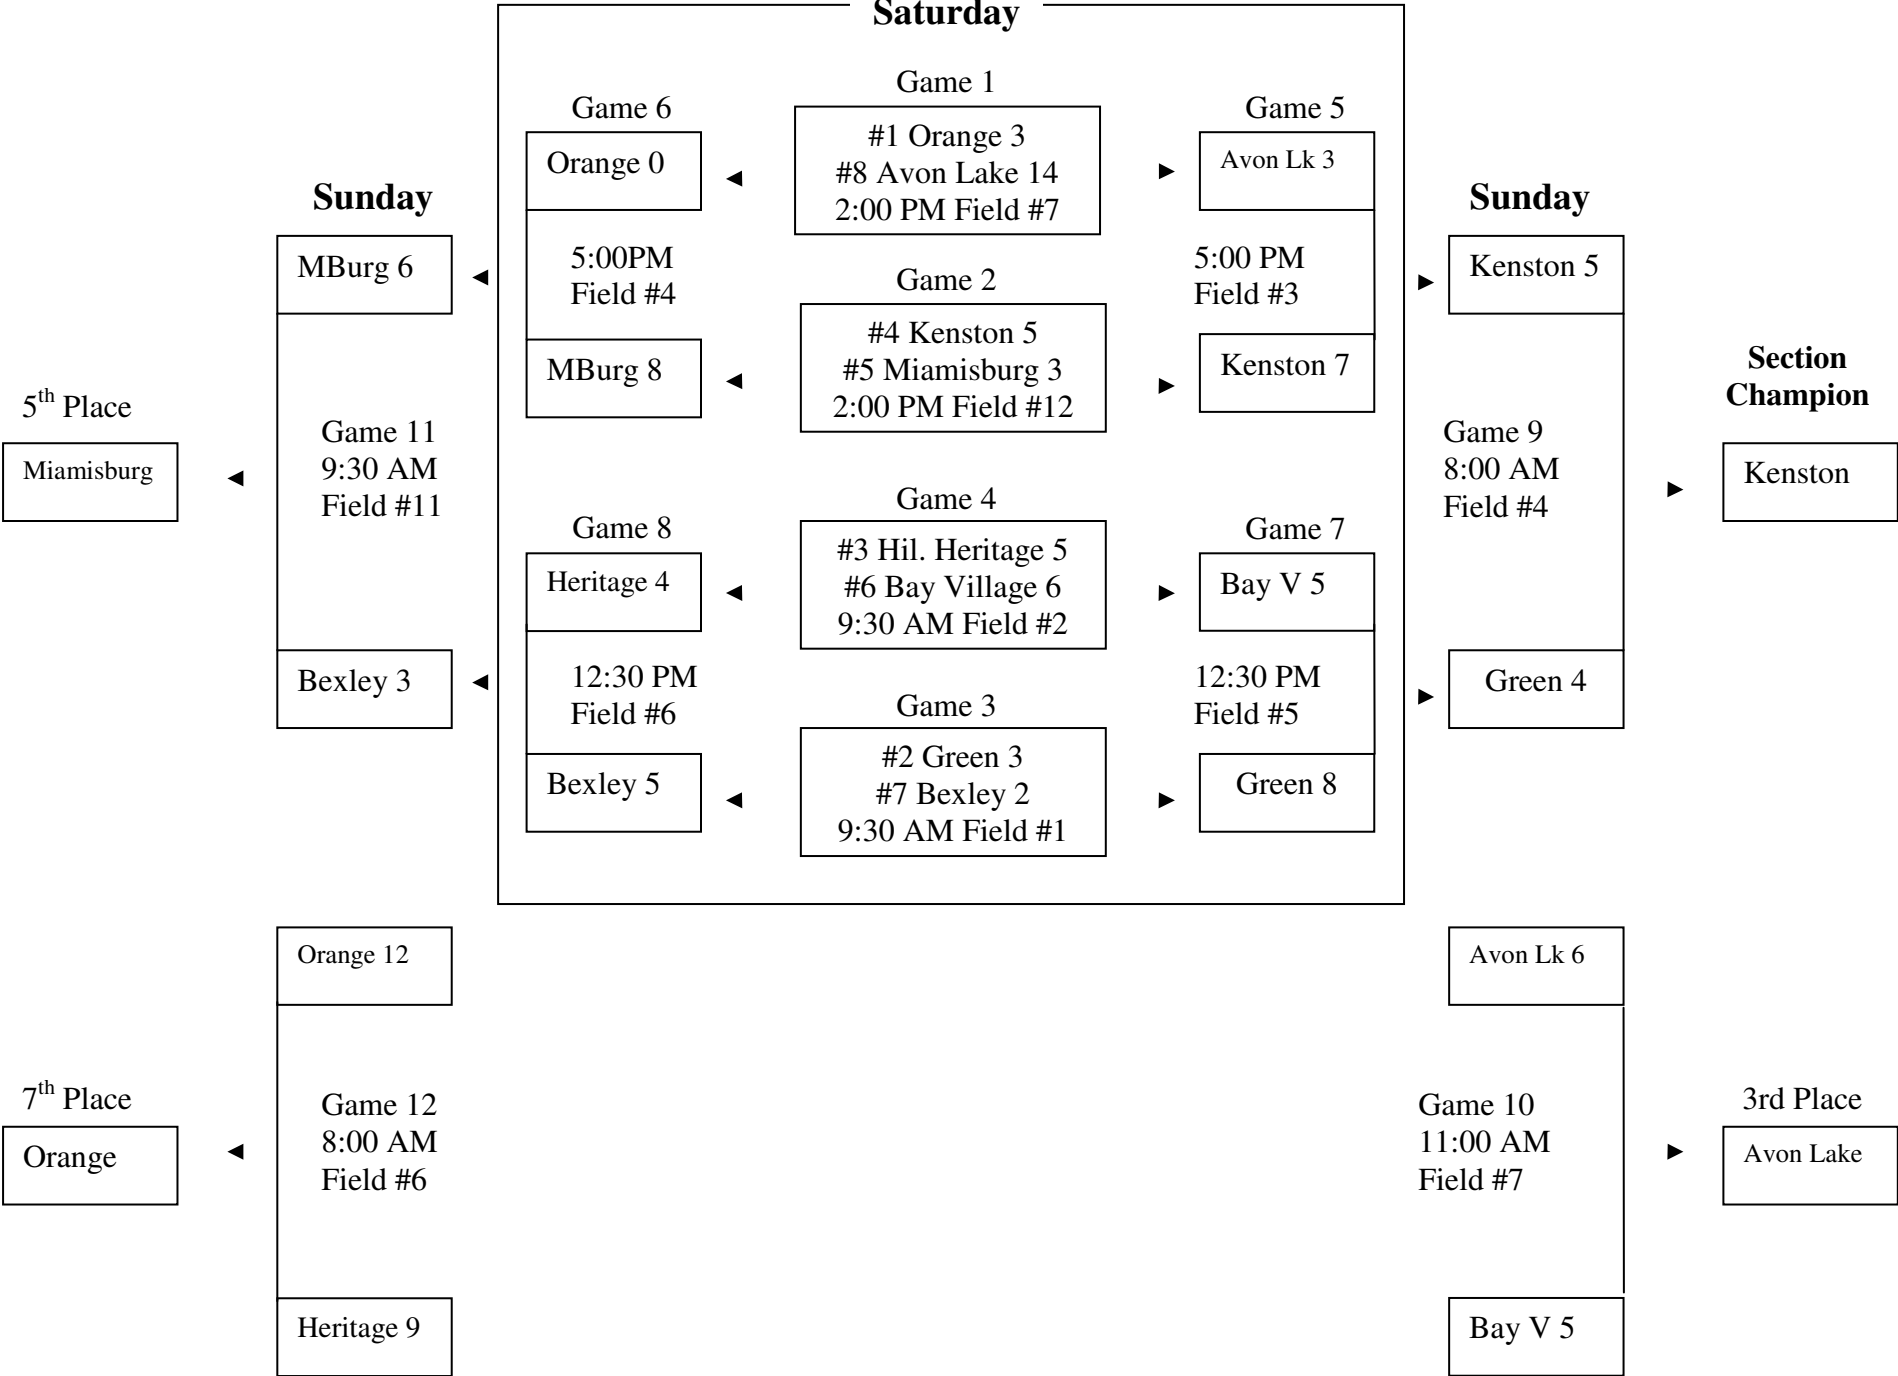 Saturday
Game 1
Game 6
Game 5
#1 Orange 3
#8 Avon Lake 14
2:00 PM Field #7
Orange 0
Avon Lk 3
Sunday
Sunday
MBurg 6
5:00PM
Field #4
Game 2
5:00 PM
Field #3
Kenston 5
#4 Kenston 5
#5 Miamisburg 3
2:00 PM Field #12
MBurg 8
Kenston 7
Section
Champion
5th Place
Miamisburg
Game 11
9:30 AM
Field #11
Game 9
8:00 AM
Field #4
Kenston
Game 4
Game 8
Game 7
#3 Hil. Heritage 5
#6 Bay Village 6
9:30 AM Field #2
Heritage 4
Bay V 5
Bexley 3
12:30 PM
Field #6
Game 3
12:30 PM
Field #5
Green 4
#2 Green 3
#7 Bexley 2
9:30 AM Field #1
Bexley 5
Green 8
Orange 12
Avon Lk 6
7th Place
Orange
Game 12
8:00 AM
Field #6
Game 10
11:00 AM
Field #7
3rd Place
Avon Lake
Heritage 9
Bay V 5